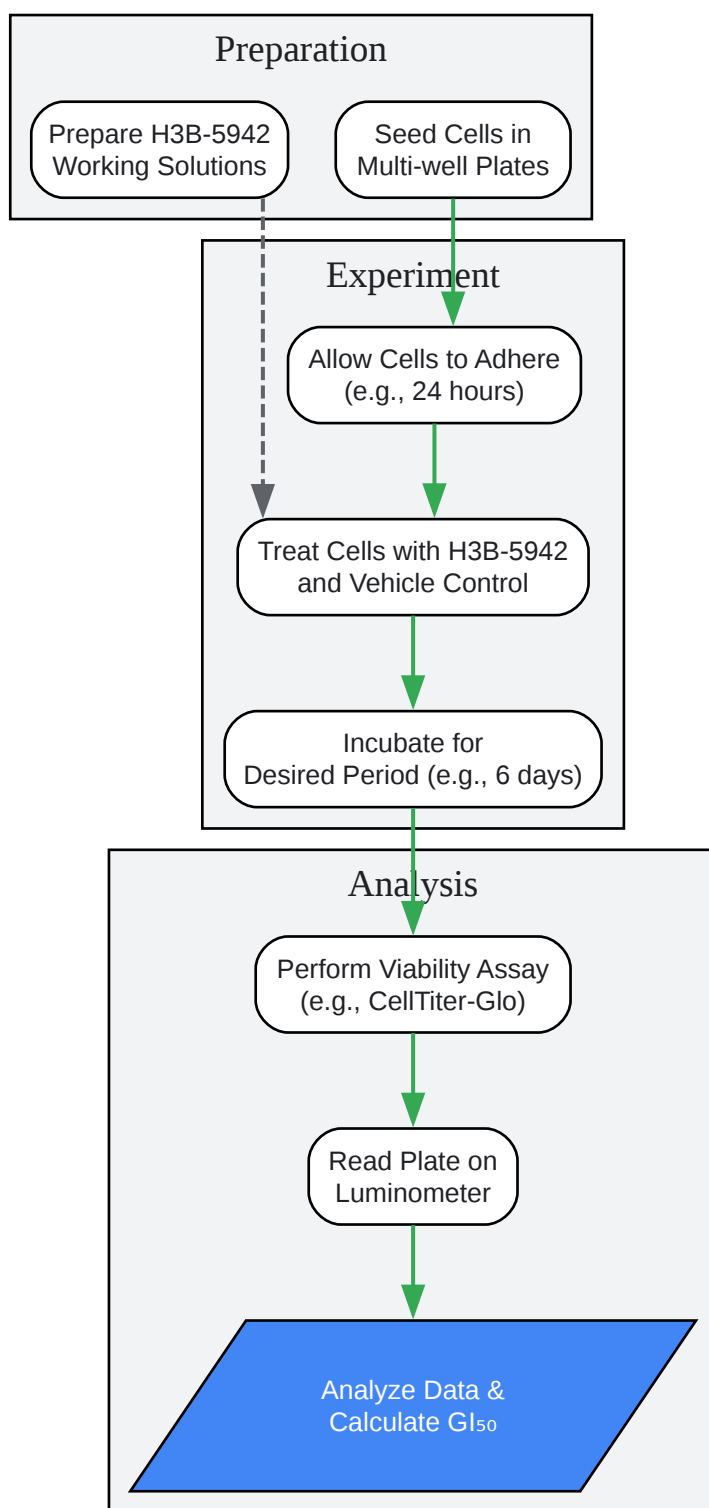 Preparation
Prepare H3B-5942
Working Solutions
Seed Cells in
Multi-well Plates
Experiment
Allow Cells to Adhere
(e.g., 24 hours)
Treat Cells with H3B-5942
and Vehicle Control
Incubate for
Desired Period (e.g., 6 days)
Analysis
Perform Viability Assay
(e.g., CellTiter-Glo)
Read Plate on
Luminometer
Analyze Data &
Calculate GI₅₀